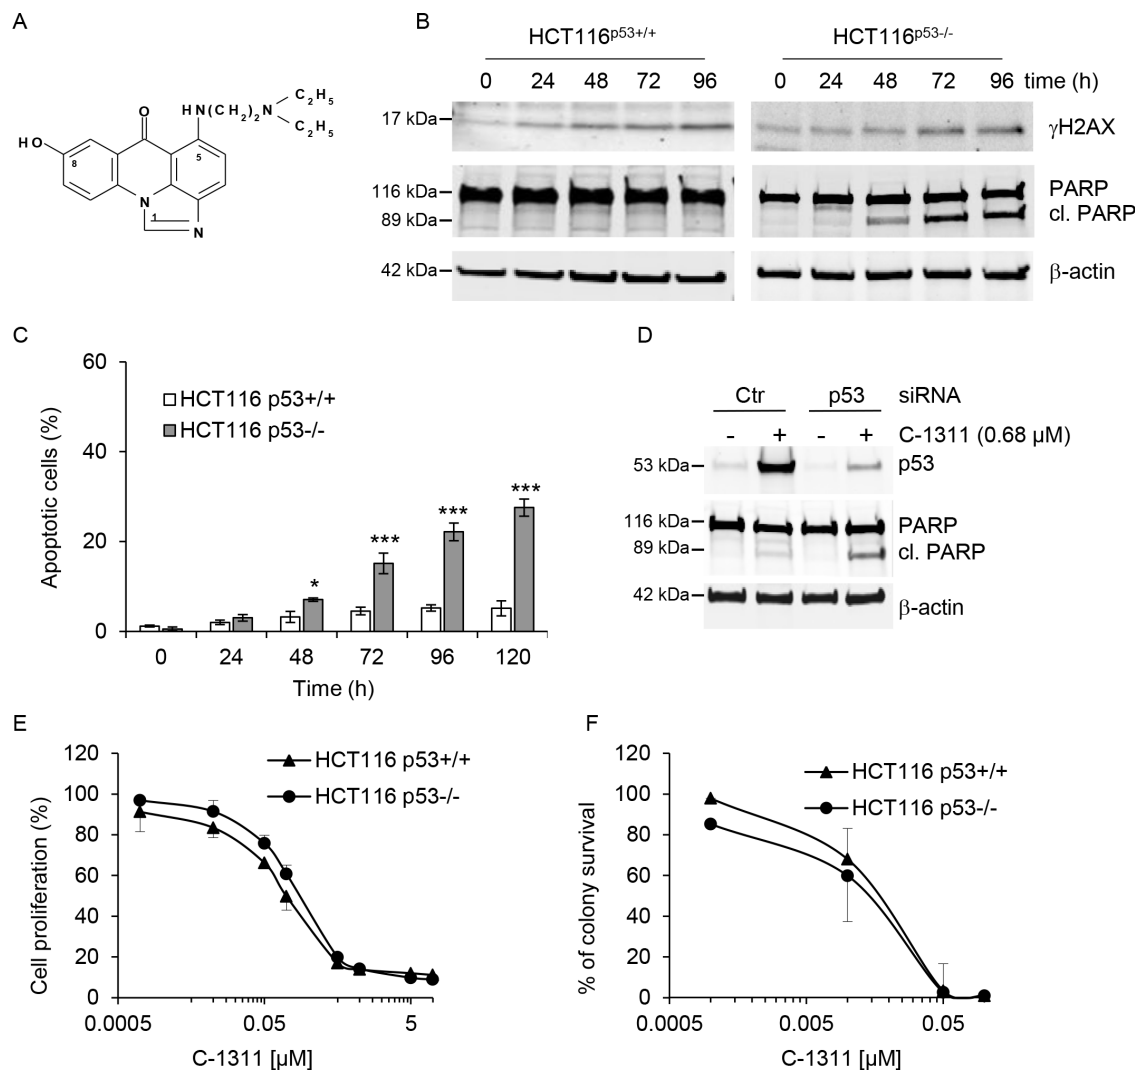 A
O
HN(CH₂)₂N
C₂H₅
C₂H₅
HO
8
5
N
1
N
B
HCT116p53+/+
HCT116p53-/-
0 24 48 72 96
0 24 48 72 96 time (h)
17 kDa
γH2AX
116 kDa
PARP
89 kDa
cl. PARP
42 kDa
β-actin
C
60
40
20
0
Apoptotic cells (%)
HCT116 p53+/+
HCT116 p53-/-
*
***
***
***
0 24 48 72 96 120
Time (h)
D
Ctr p53 siRNA
- + - + C-1311 (0.68 µM)
53 kDa
p53
116 kDa
PARP
89 kDa
cl. PARP
42 kDa
β-actin
E
120
100
80
60
40
20
0
Cell proliferation (%)
HCT116 p53+/+
HCT116 p53-/-
0.0005 0.05 5
C-1311 [µM]
F
120
100
80
60
40
20
0
% of colony survival
HCT116 p53+/+
HCT116 p53-/-
0.0005 0.005 0.05
C-1311 [µM]